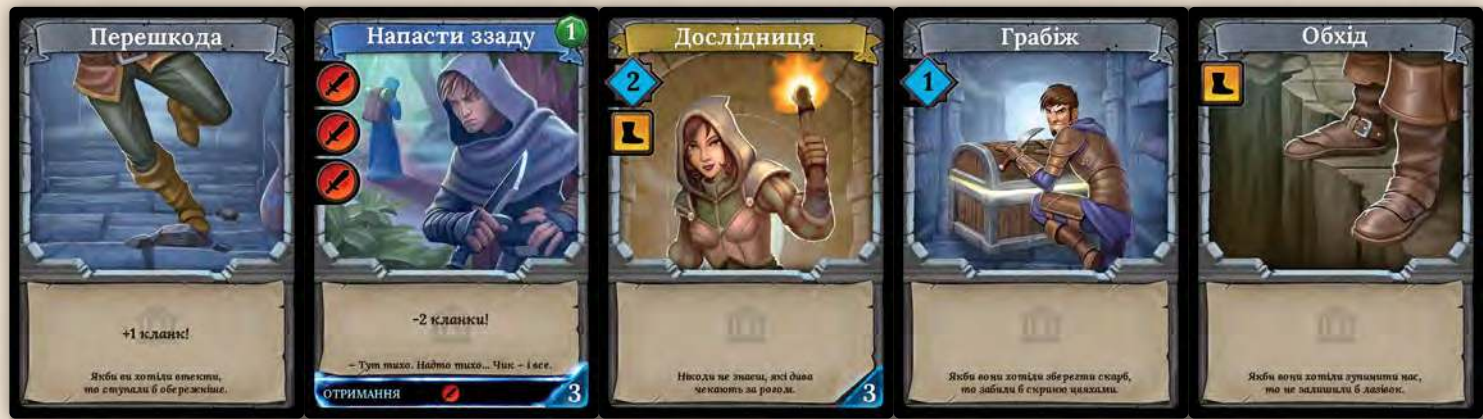 Перешкода
+1 кланк!
Якби ви хотіли втекти,
то ступали б обережніше.
Напасти ззаду
1
-2 кланки!
– Тут тихо. Надто тихо... Чик – і все.
ОТРИМАННЯ
3
Дослідниця
2
Ніколи не знаєш, які дива
чекають за рогом.
3
Грабіж
1
Якби вони хотіли зберегти скарб,
то забили б скриню цвяхами.
Обхід
Якби вони хотіли зупинити нас,
то не залишили б лазівок.